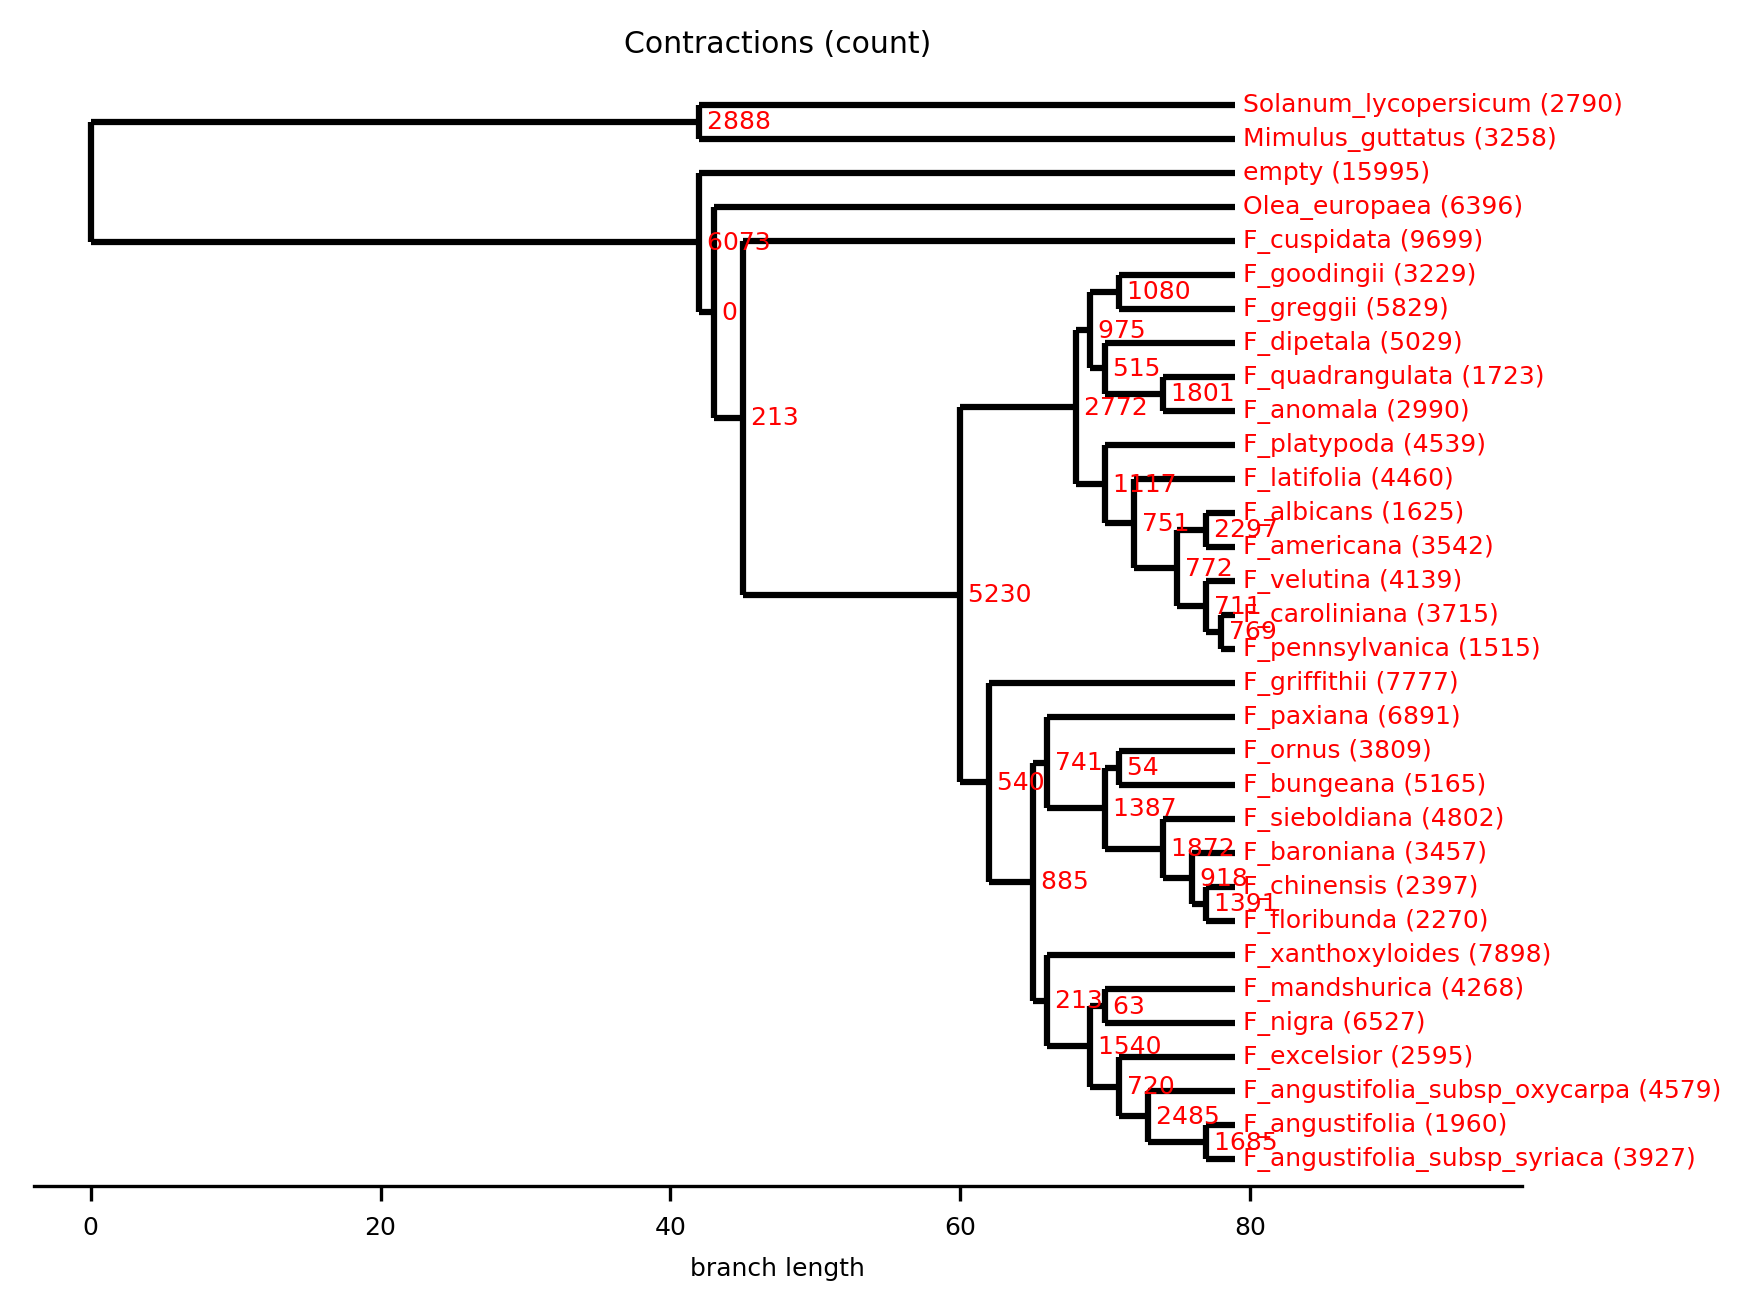 Contractions (count)
Solanum_lycopersicum (2790)
2888
Mimulus_guttatus (3258)
empty (15995)
Olea_europaea (6396)
6073
F_cuspidata (9699)
F_goodingii (3229)
1080
F_greggii (5829)
0
975
F_dipetala (5029)
515
F_quadrangulata (1723)
1801
2772
F_anomala (2990)
213
F_platypoda (4539)
1117
F_latifolia (4460)
F_albicans (1625)
751
2297
F_americana (3542)
772
F_velutina (4139)
5230
711
F_caroliniana (3715)
769
F_pennsylvanica (1515)
F_griffithii (7777)
F_paxiana (6891)
F_ornus (3809)
741
54
540
F_bungeana (5165)
1387
F_sieboldiana (4802)
1872
F_baroniana (3457)
918
885
F_chinensis (2397)
1391
F_floribunda (2270)
F_xanthoxyloides (7898)
F_mandshurica (4268)
213
63
F_nigra (6527)
1540
F_excelsior (2595)
720
F_angustifolia_subsp_oxycarpa (4579)
2485
F_angustifolia (1960)
1685
F_angustifolia_subsp_syriaca (3927)
0 20 40 60 80
branch length